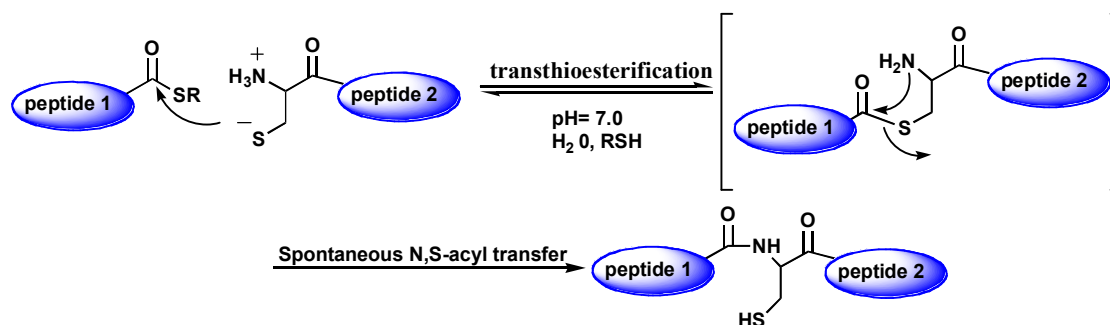 O
peptide 1
SR
+
H3N
O
peptide 2
–
S
transthioesterification
pH= 7.0
H2 0, RSH
H2N
O
peptide 2
O
peptide 1
S
Spontaneous N,S-acyl transfer
O
peptide 1
NH
O
peptide 2
HS